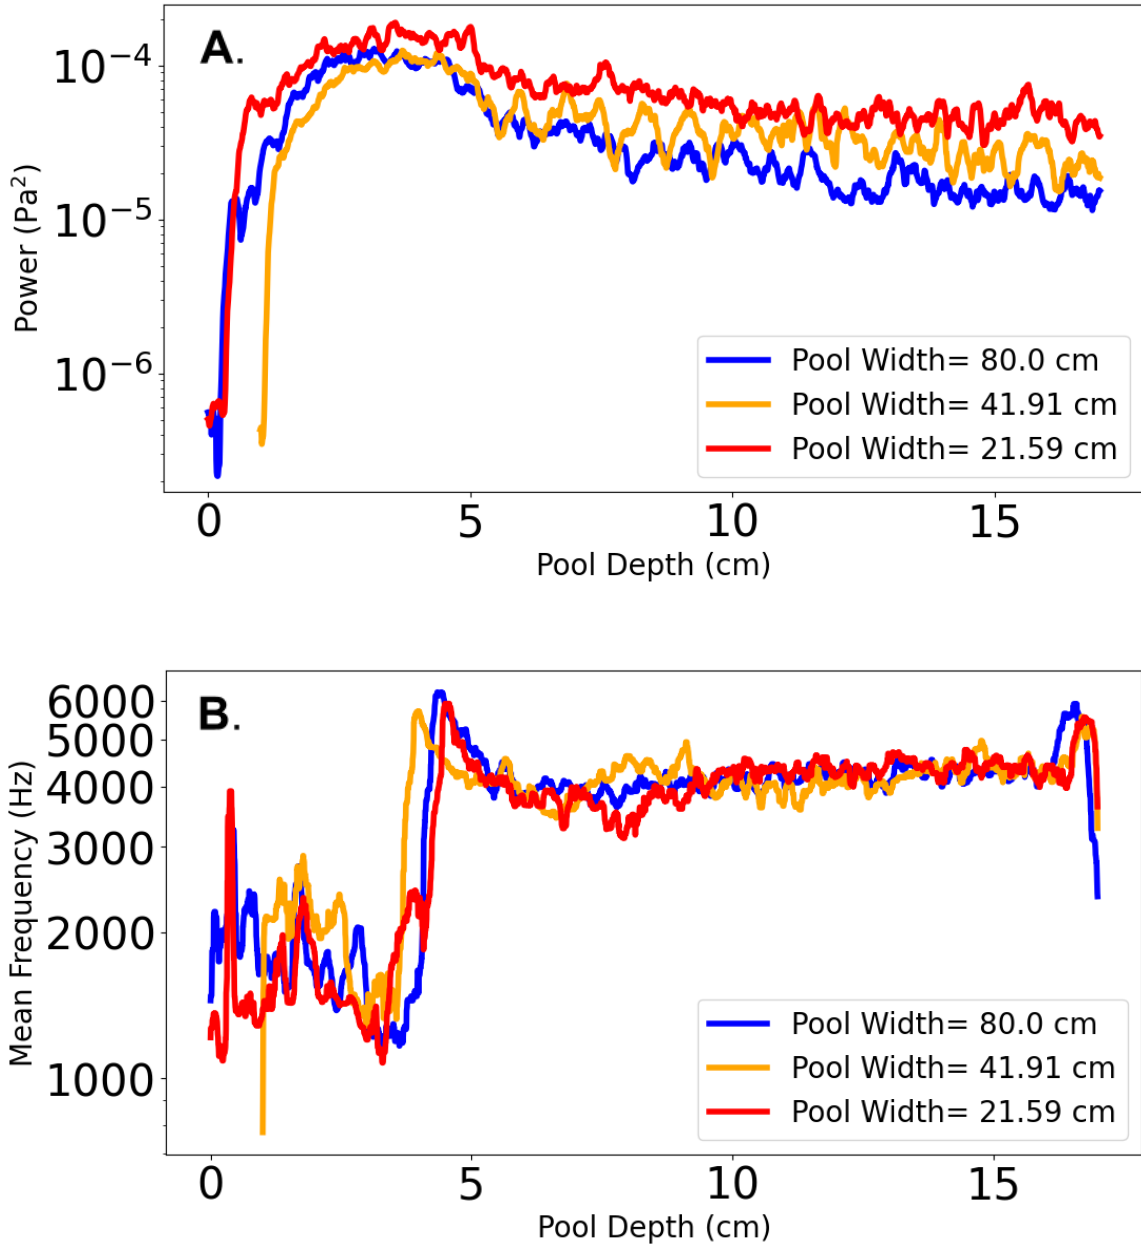 A.
Power (Pa²)
10⁻⁴
10⁻⁵
10⁻⁶
Pool Width= 80.0 cm
Pool Width= 41.91 cm
Pool Width= 21.59 cm
0 5 10 15
Pool Depth (cm)
B.
Mean Frequency (Hz)
6000
5000
4000
3000
2000
1000
Pool Width= 80.0 cm
Pool Width= 41.91 cm
Pool Width= 21.59 cm
0 5 10 15
Pool Depth (cm)